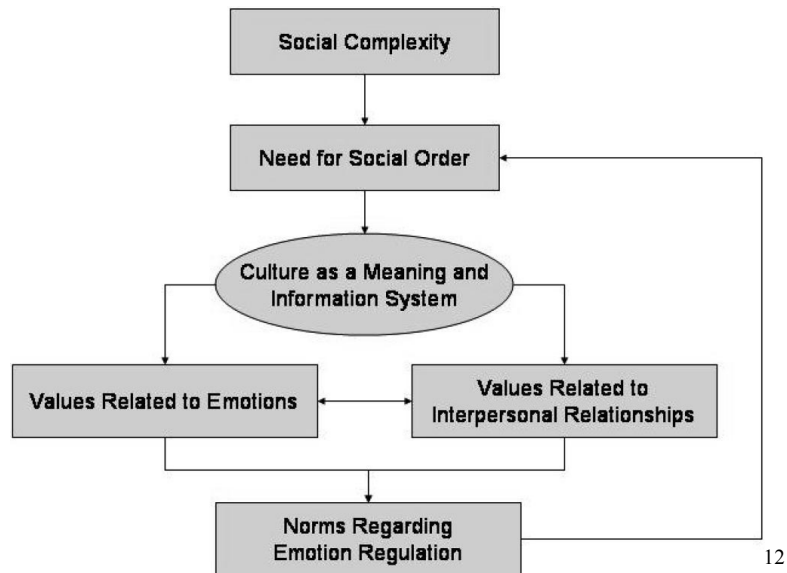 Social Complexity
Need for Social Order
Culture as a Meaning and
Information System
Values Related to Emotions
Values Related to
Interpersonal Relationships
Norms Regarding
Emotion Regulation
12